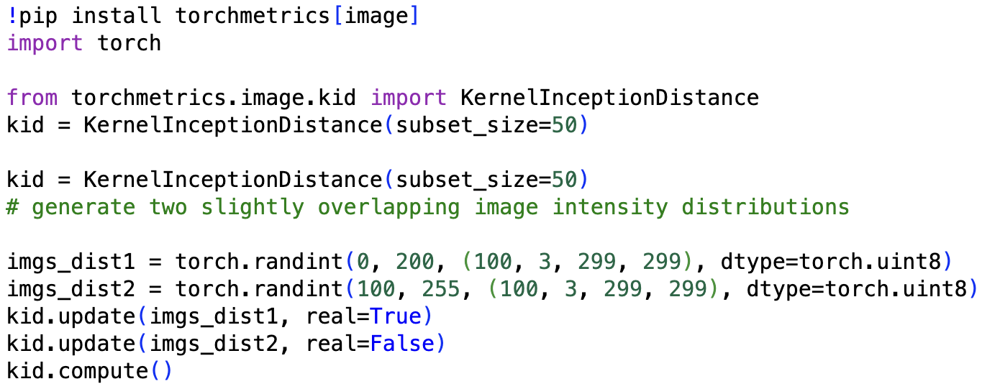 !pip install torchmetrics[image]
import torch
from torchmetrics.image.kid import KernelInceptionDistance
kid = KernelInceptionDistance(subset_size=50)
kid = KernelInceptionDistance(subset_size=50)
# generate two slightly overlapping image intensity distributions
imgs_dist1 = torch.randint(0, 200, (100, 3, 299, 299), dtype=torch.uint8)
imgs_dist2 = torch.randint(100, 255, (100, 3, 299, 299), dtype=torch.uint8)
kid.update(imgs_dist1, real=True)
kid.update(imgs_dist2, real=False)
kid.compute()